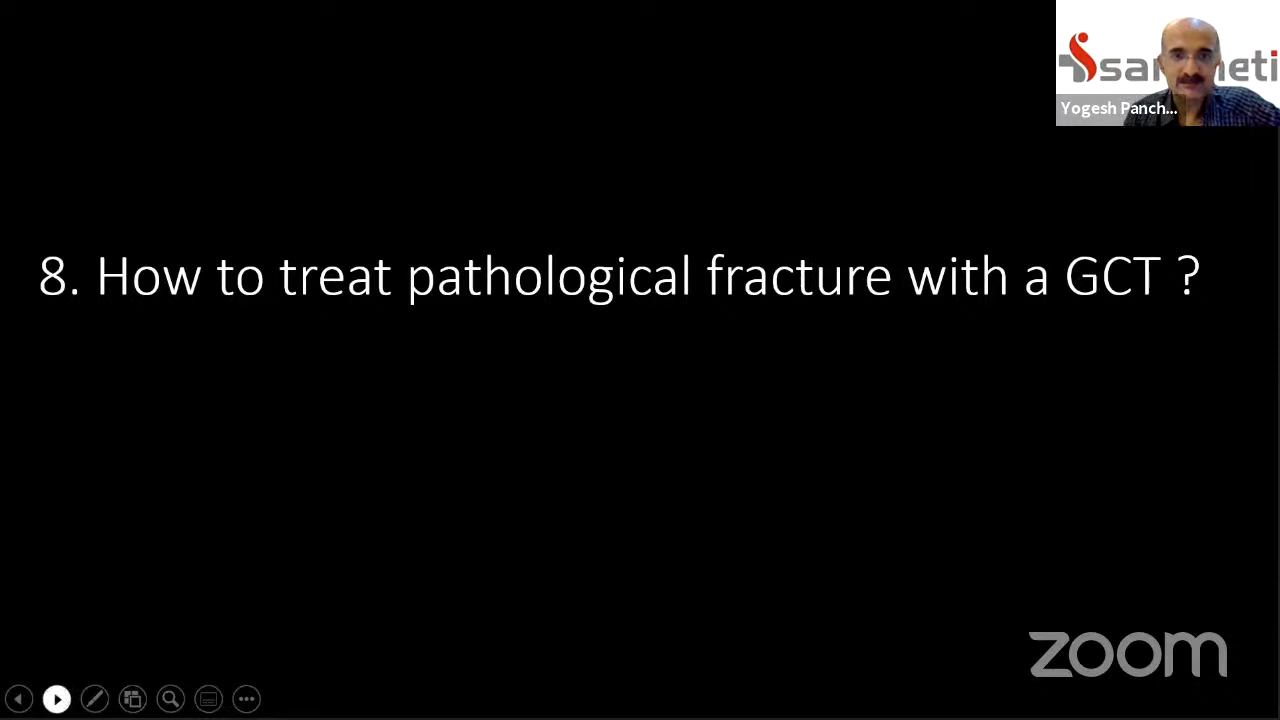 Yogesh Panch...
8. How to treat pathological fracture with a GCT ?
zoom